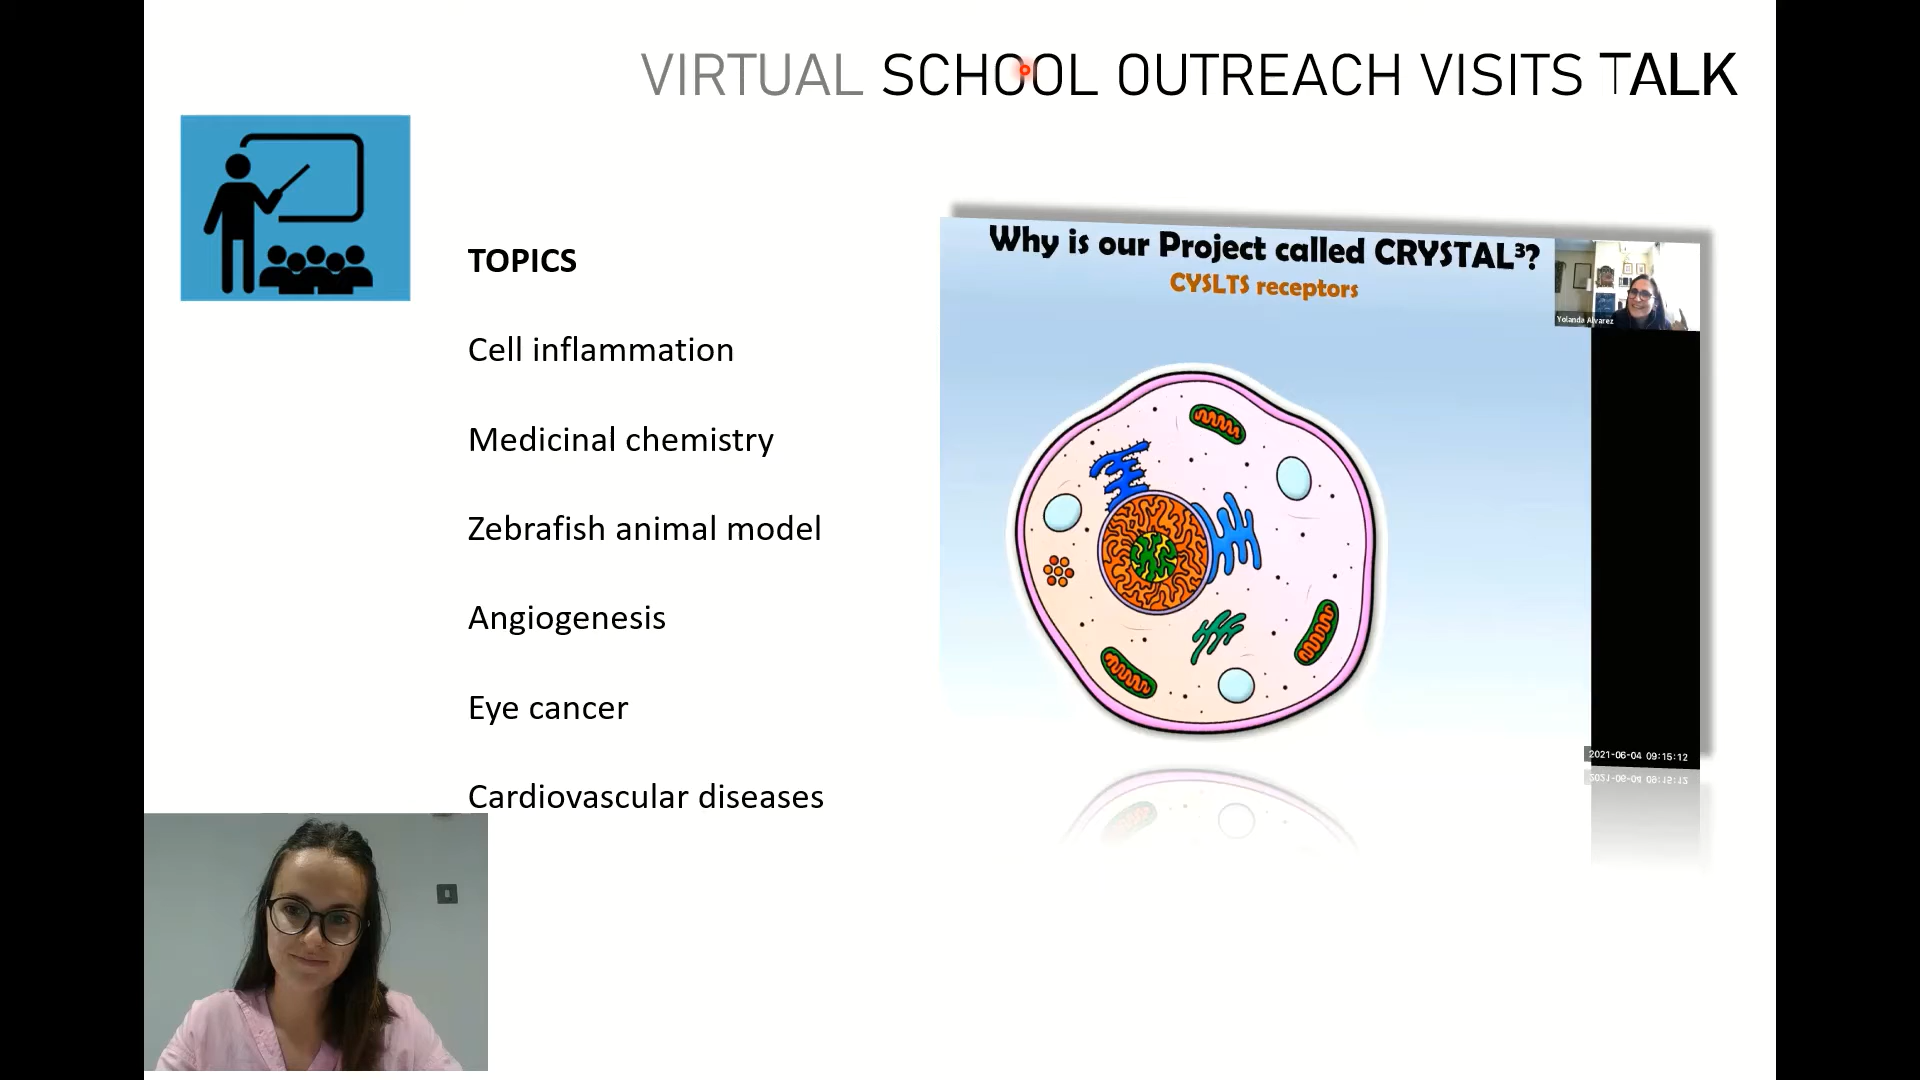 VIRTUAL SCHOOL OUTREACH VISITS TALK
TOPICS
Cell inflammation
Medicinal chemistry
Zebrafish animal model
Angiogenesis
Eye cancer
Cardiovascular diseases
Why is our Project called CRYSTAL³?
CYSLTS receptors
Yolanda Alvarez
2021-06-04 09:15:12